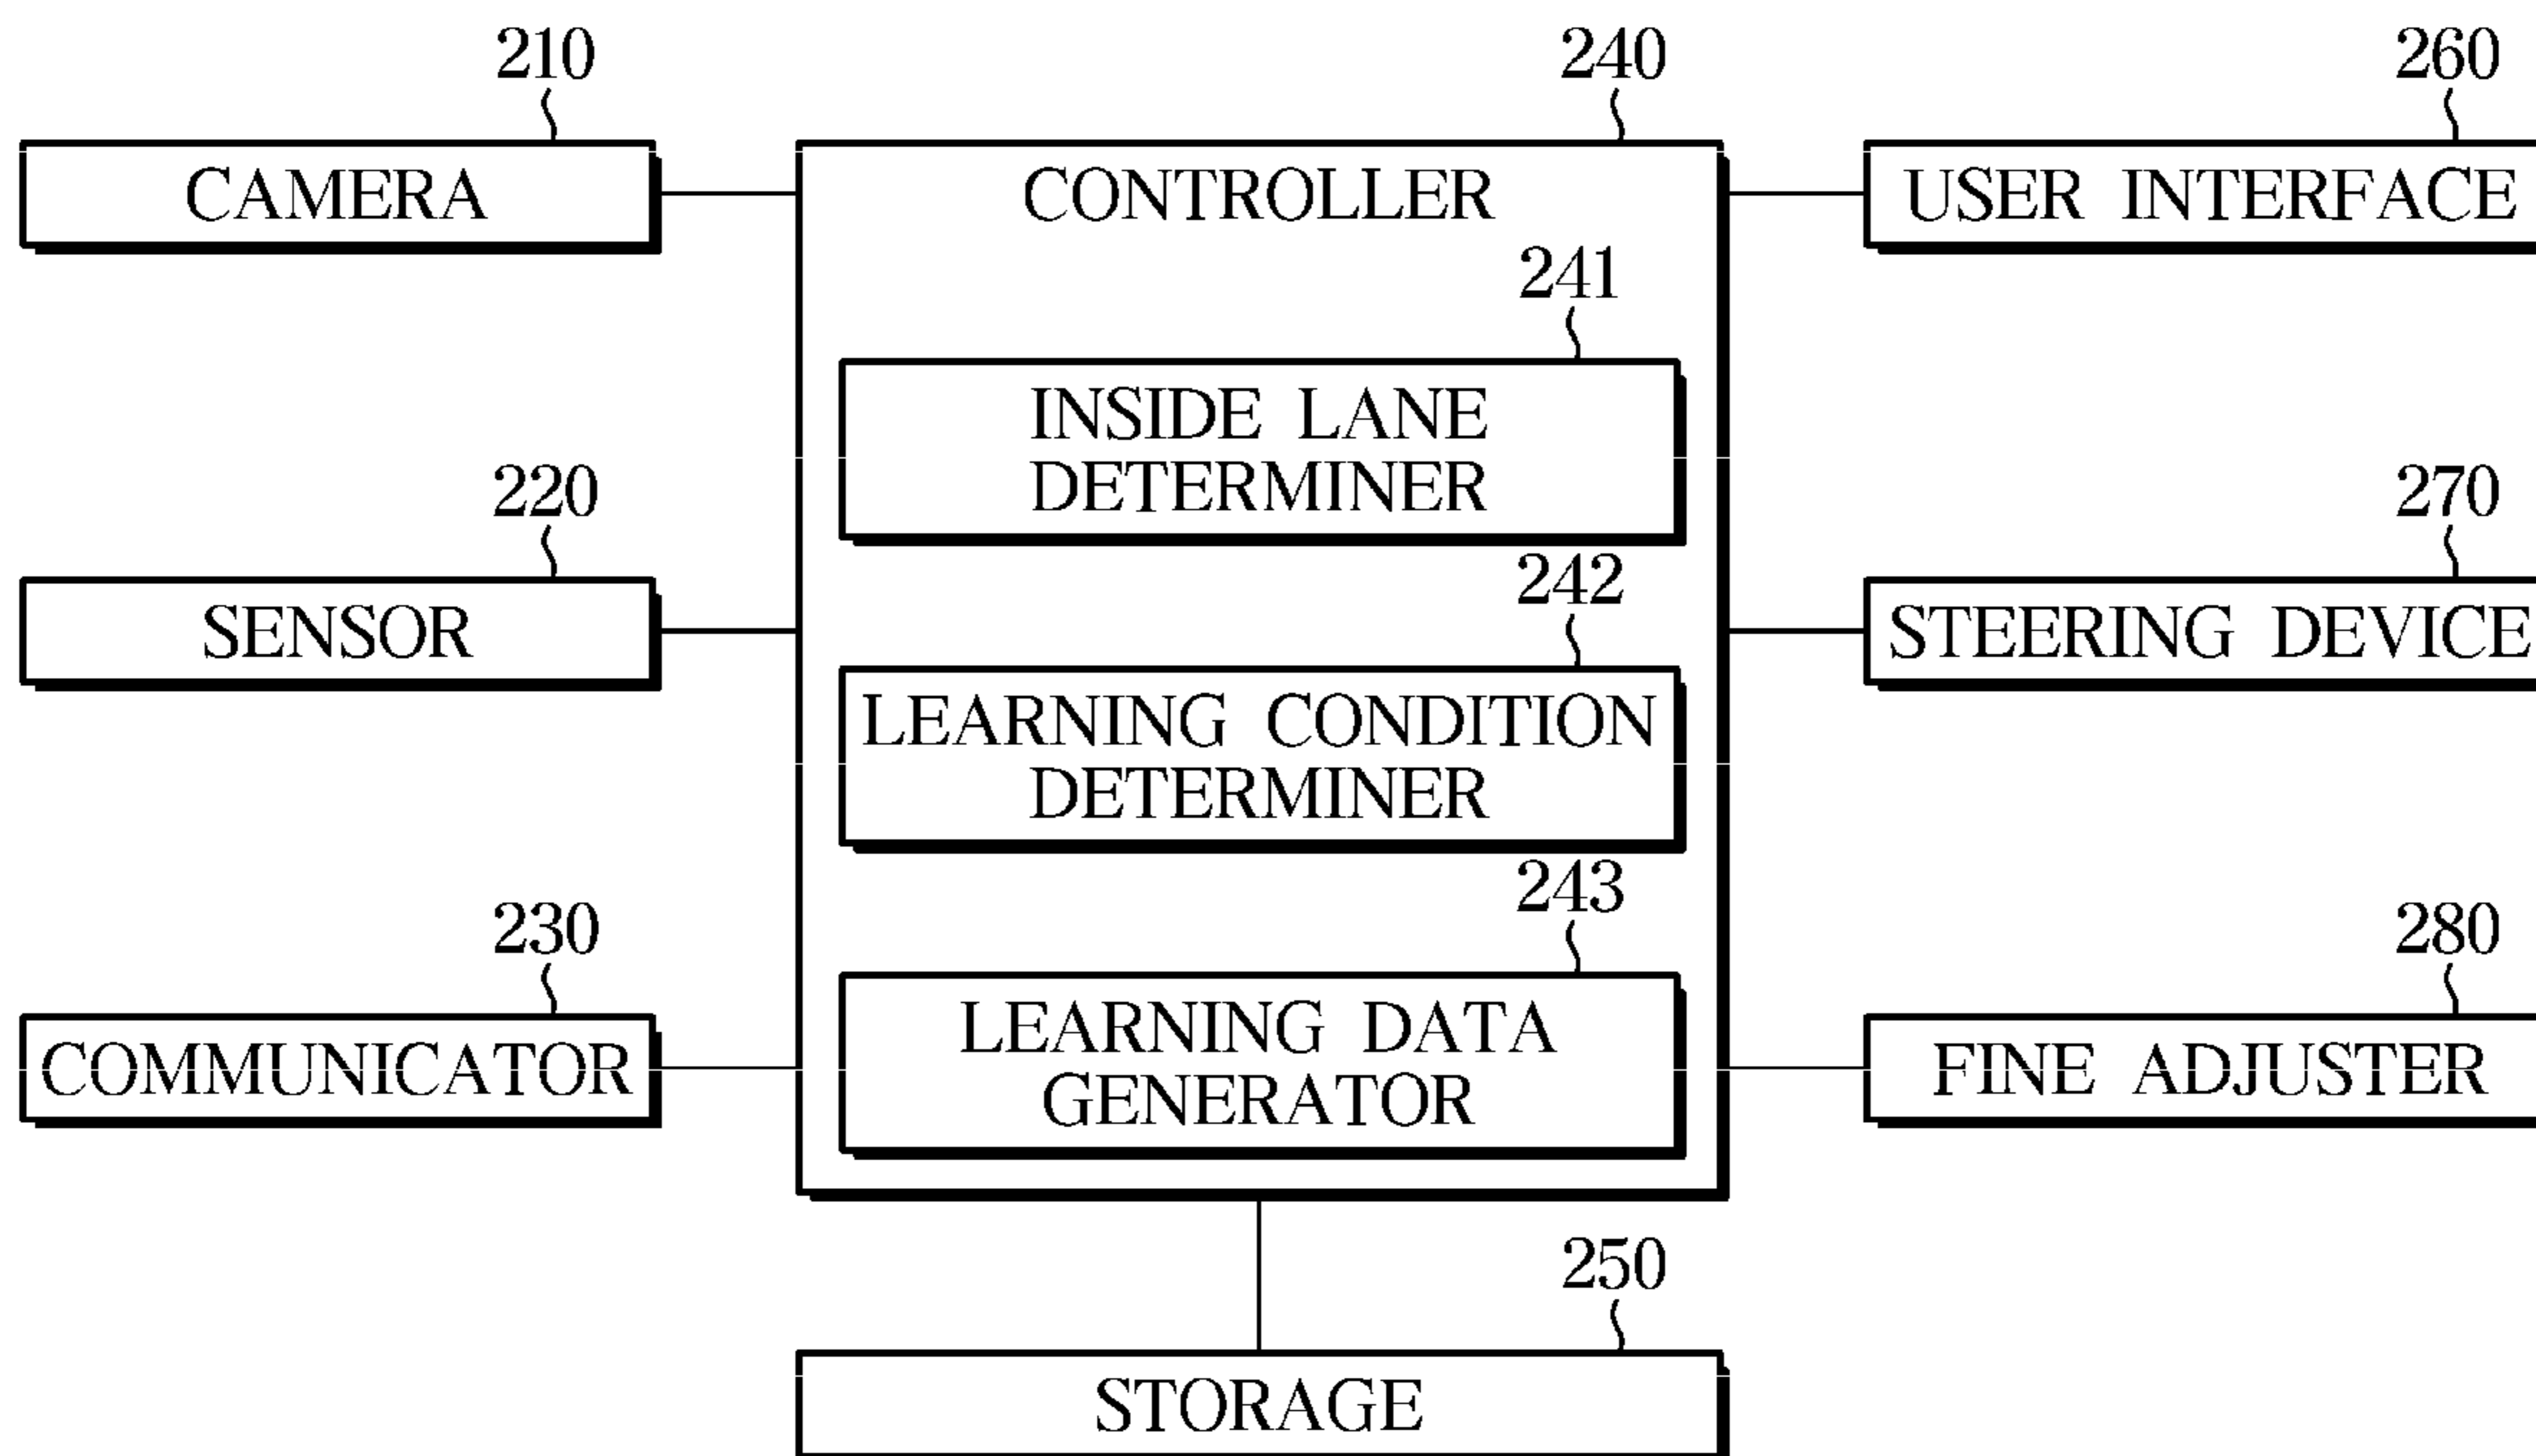 210
CAMERA
220
SENSOR
230
COMMUNICATOR
240
CONTROLLER
241
INSIDE LANE
DETERMINER
242
LEARNING CONDITION
DETERMINER
243
LEARNING DATA
GENERATOR
250
STORAGE
260
USER INTERFACE
270
STEERING DEVICE
280
FINE ADJUSTER